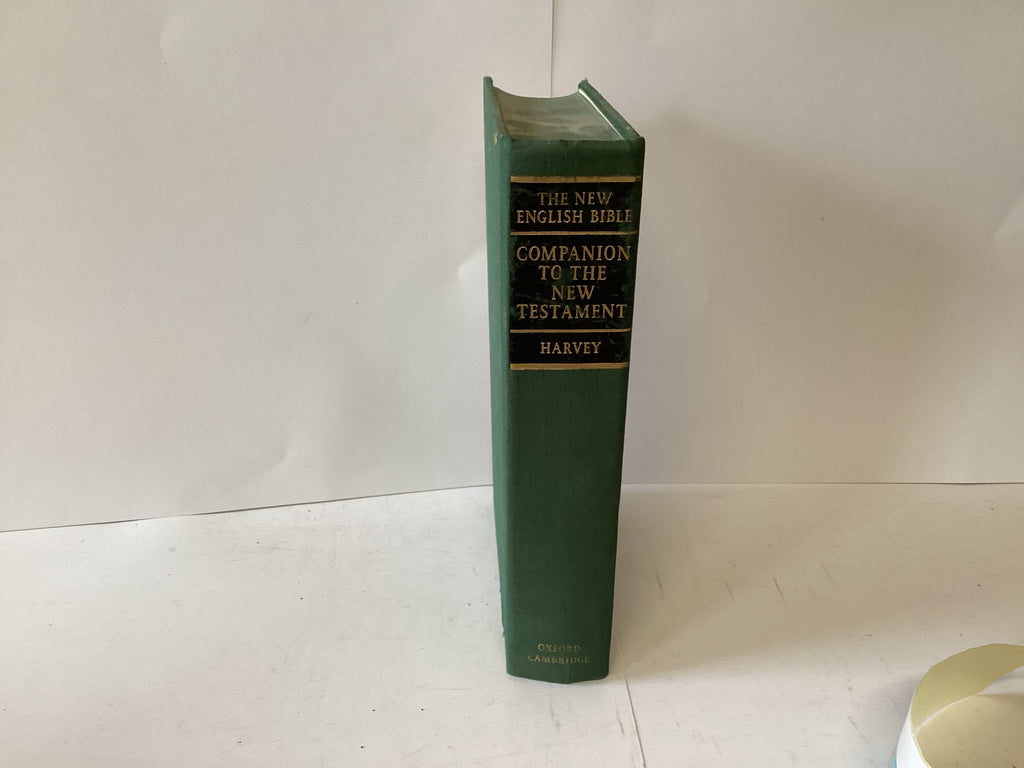 THE NEW
ENGLISH BIBLE
COMPANION
TO THE
NEW
TESTAMENT
HARVEY
OXFORD
CAMBRIDGE